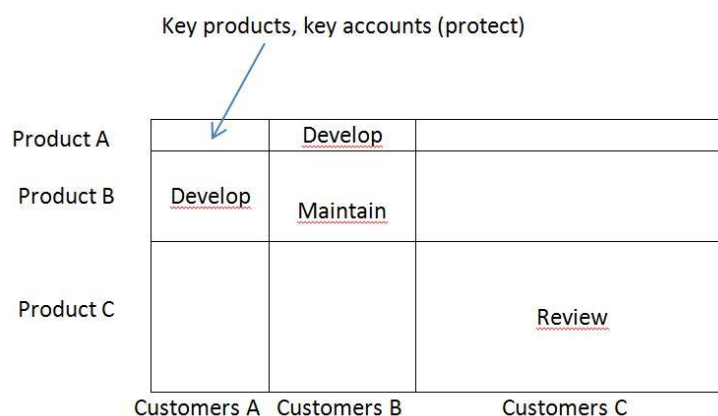 Key products, key accounts (protect)
Product A
Develop
Product B
Develop
Maintain
Product C
Review
Customers A
Customers B
Customers C